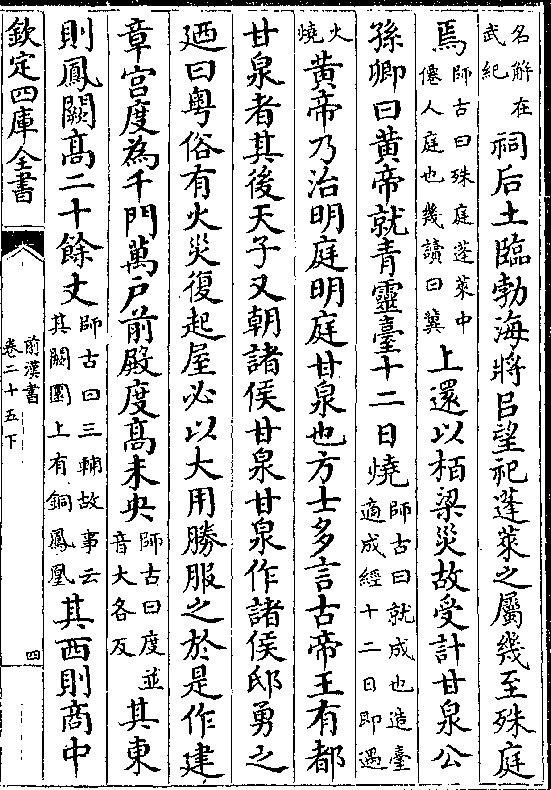 名解在武紀祠后土臨勃海將㠯望祀蓬萊之屬幾至殊庭
焉師古曰殊庭蓬萊中僊人庭也幾讀曰冀上還以栢梁災故受計甘泉公
孫卿曰黄帝就青靈臺十二日燒師古曰就成也造臺適成經十二日即遇
火燒黄帝乃治明庭明庭甘泉也方士多言古帝王有都
甘泉者其後天子又朝諸侯甘泉甘泉作諸侯邸勇之
廼曰粤俗有火災復起屋必以大用勝服之於是作建
章宫度為千門萬户前殿度髙未央師古曰度並音大各反其東
則鳳闕髙二十餘丈師古曰三輔故事云其闕圜上有銅鳳凰其西則商中
欽定四庫全書
前漢書
卷二十五下
四